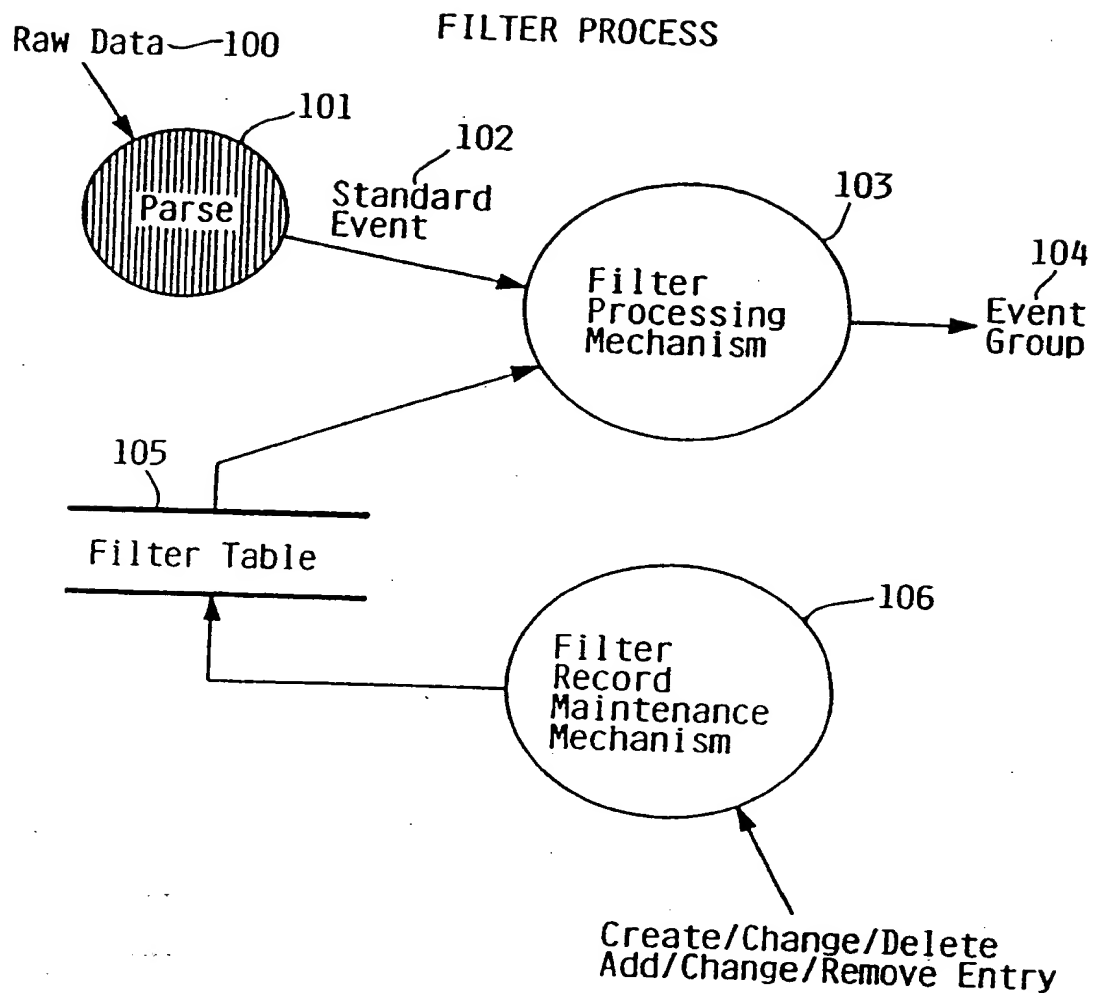 FILTER PROCESS
Raw Data 100
101
102
Parse
Standard
Event
103
Filter
Processing
Mechanism
104
Event
Group
105
Filter Table
106
Filter
Record
Maintenance
Mechanism
Create/Change/Delete
Add/Change/Remove Entry